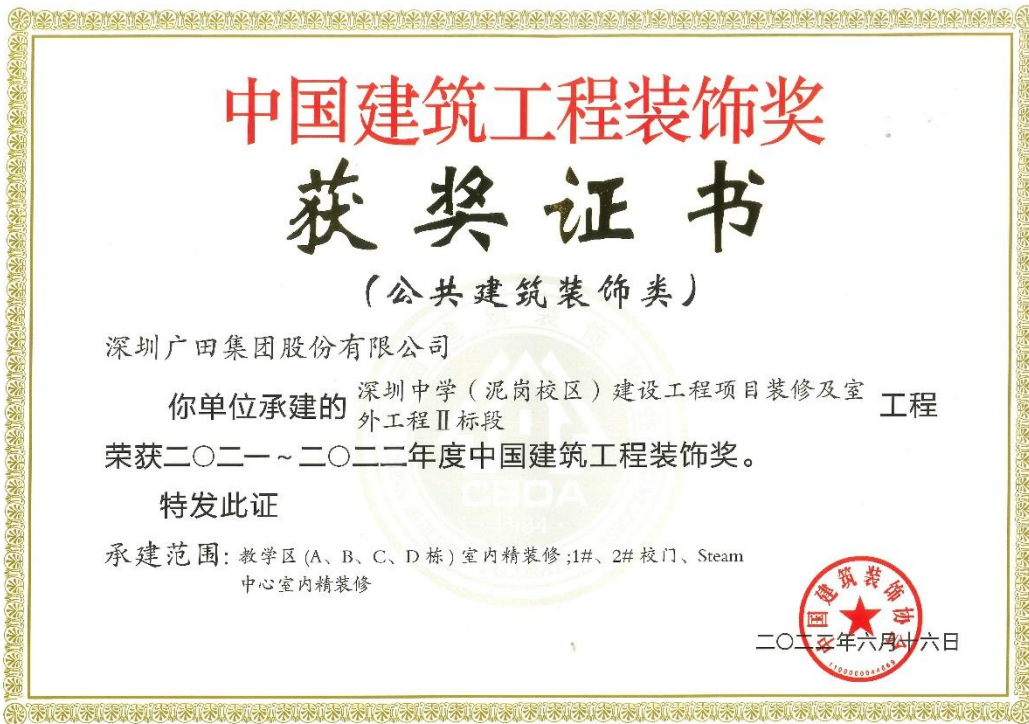 中国建筑工程装饰奖
获奖证书
(公共建筑装饰类)
深圳广田集团股份有限公司
你单位承建的 深圳中学(泥岗校区)建设工程项目装修及室 工程
外工程Ⅱ标段
荣获二〇二一~二〇二二年度中国建筑工程装饰奖。
特发此证
承建范围: 教学区(A、B、C、D栋)室内精装修;1#、2#校门、Steam
中心室内精装修
中国建筑装饰协会
二〇二三年六月十六日
CBDA